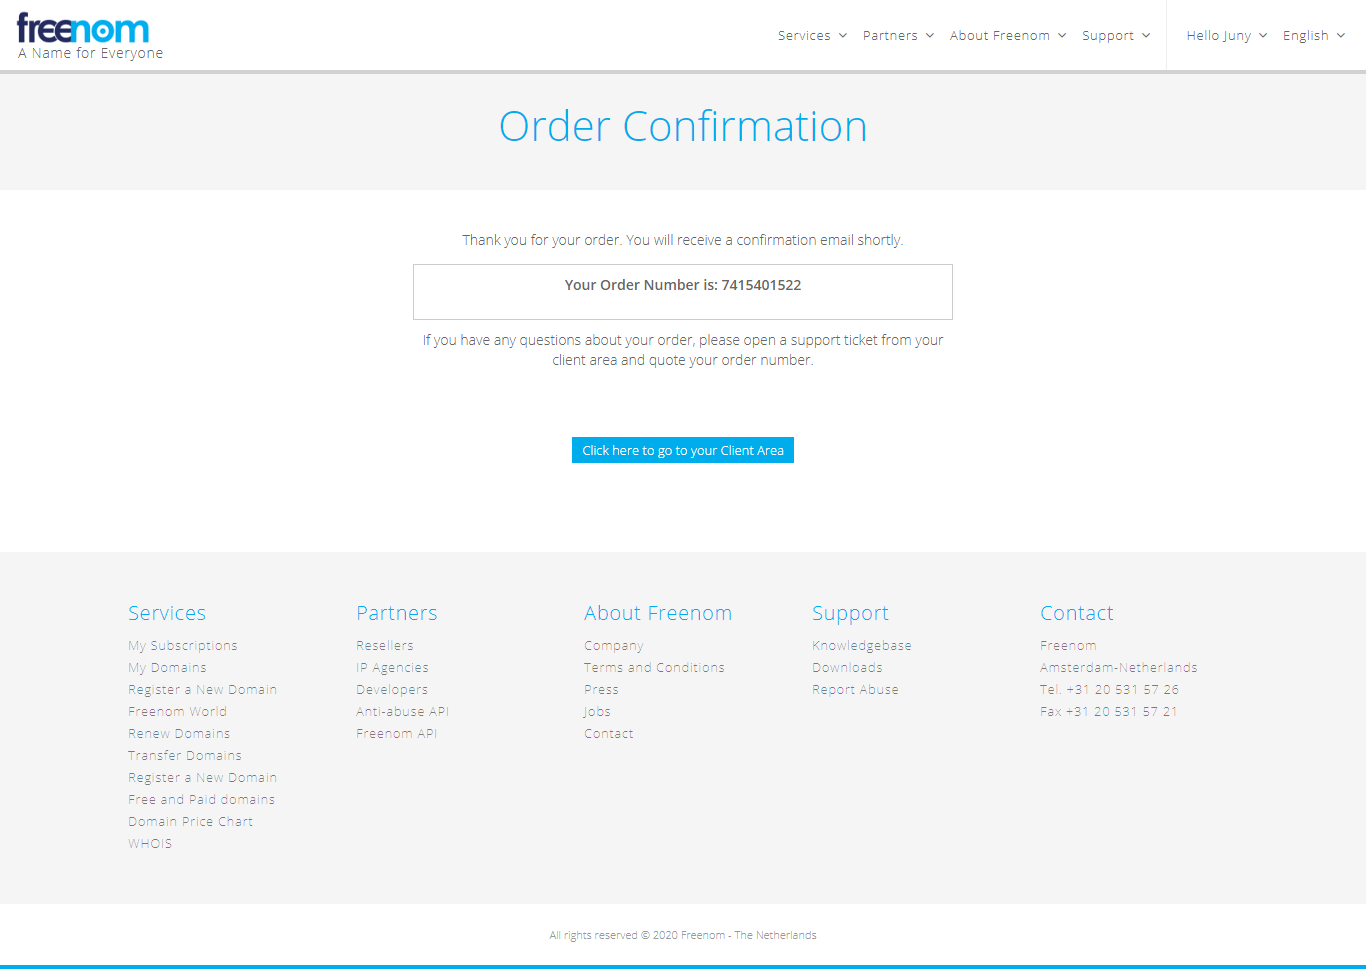 freenom
A Name for Everyone
Services
Partners
About Freenom
Support
Hello Juny
English
Order Confirmation
Thank you for your order. You will receive a confirmation email shortly.
Your Order Number is: 7415401522
If you have any questions about your order, please open a support ticket from your
client area and quote your order number.
Click here to go to your Client Area
Services
My Subscriptions
My Domains
Register a New Domain
Freenom World
Renew Domains
Transfer Domains
Register a New Domain
Free and Paid domains
Domain Price Chart
WHOIS
Partners
Resellers
IP Agencies
Developers
Anti-abuse API
Freenom API
About Freenom
Company
Terms and Conditions
Press
Jobs
Contact
Support
Knowledgebase
Downloads
Report Abuse
Contact
Freenom
Amsterdam-Netherlands
Tel. +31 20 531 57 26
Fax +31 20 531 57 21
All rights reserved © 2020 Freenom - The Netherlands